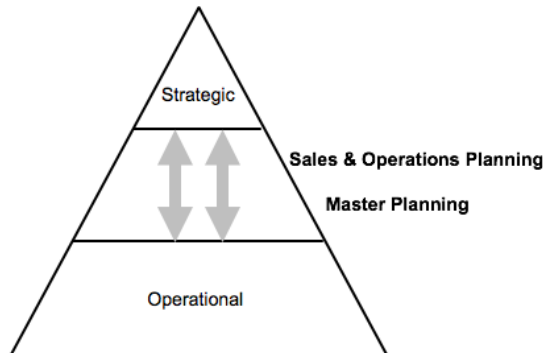 Strategic
Sales & Operations Planning
Master Planning
Operational